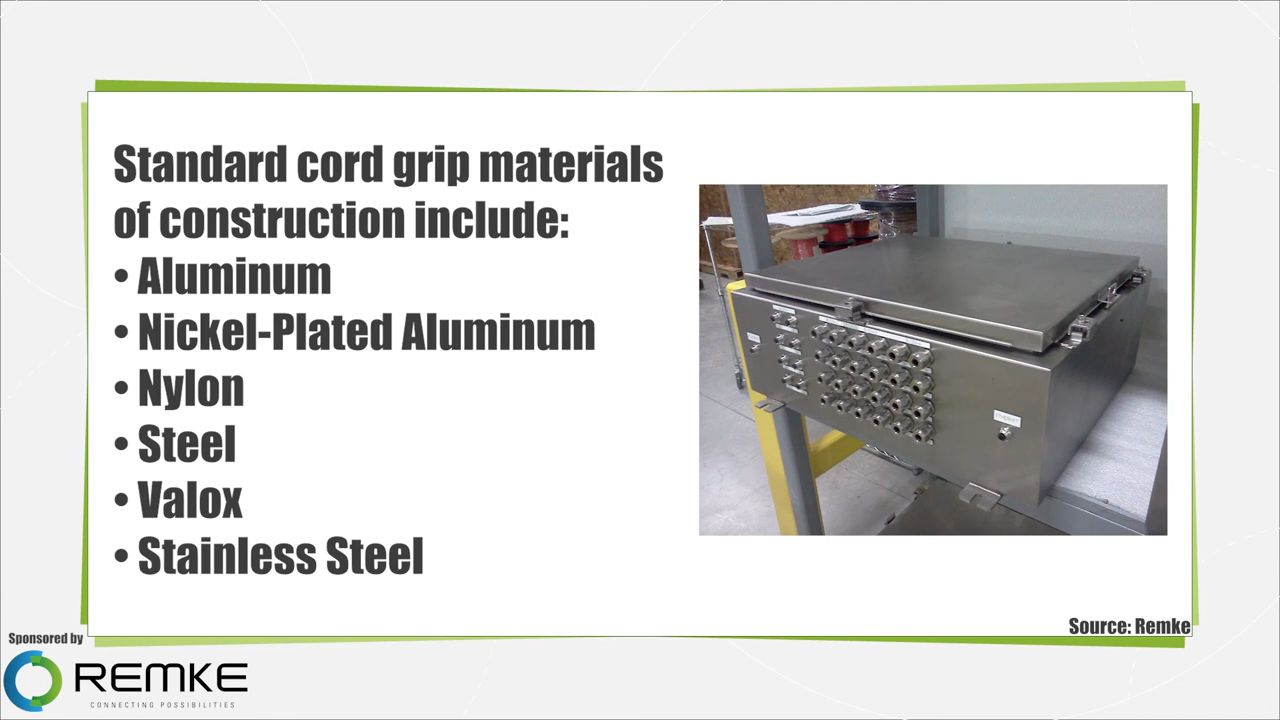 Standard cord grip materials
of construction include:
• Aluminum
• Nickel-Plated Aluminum
• Nylon
• Steel
• Valox
• Stainless Steel
ETHERNET
Source: Remke
Sponsored by
REMKE
CONNECTING POSSIBILITIES